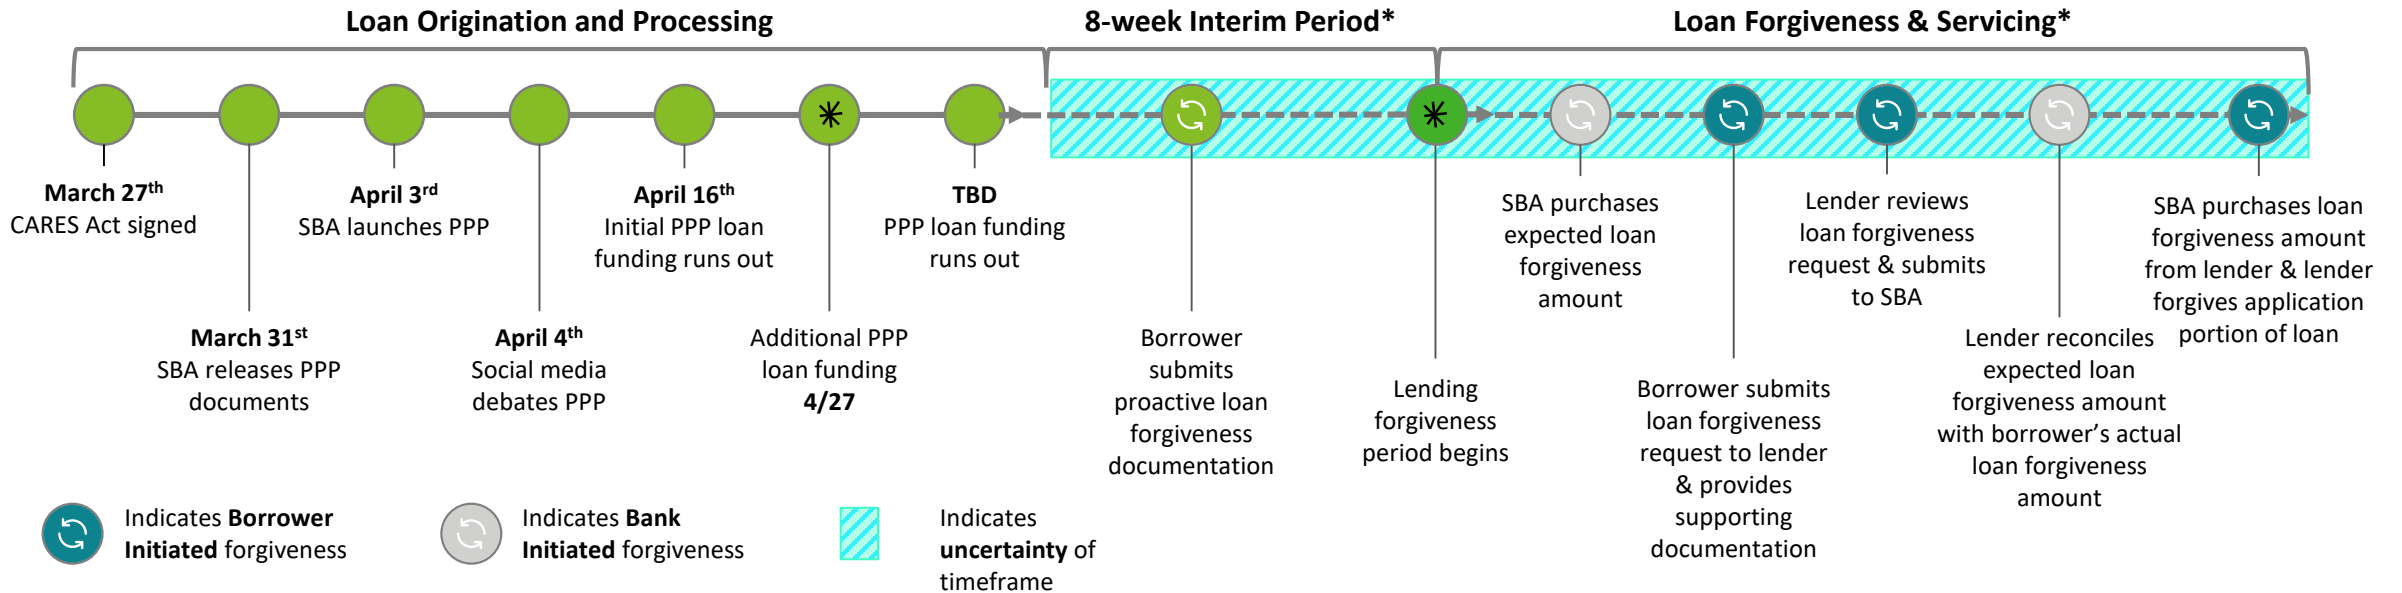 Loan Origination and Processing
8-week Interim Period*
Loan Forgiveness & Servicing*
March 27th
CARES Act signed
March 31st
SBA releases PPP
documents
April 3rd
SBA launches PPP
April 4th
Social media
debates PPP
April 16th
Initial PPP loan
funding runs out
Additional PPP
loan funding
4/27
TBD
PPP loan funding
runs out
Borrower
submits
proactive loan
forgiveness
documentation
Lending
forgiveness
period begins
SBA purchases
expected loan
forgiveness
amount
Borrower submits
loan forgiveness
request to lender
& provides
supporting
documentation
Lender reviews
loan forgiveness
request & submits
to SBA
Lender reconciles
expected loan
forgiveness amount
with borrower’s actual
loan forgiveness
amount
SBA purchases loan
forgiveness amount
from lender & lender
forgives application
portion of loan
Indicates Borrower
Initiated forgiveness
Indicates Bank
Initiated forgiveness
Indicates
uncertainty of
timeframe